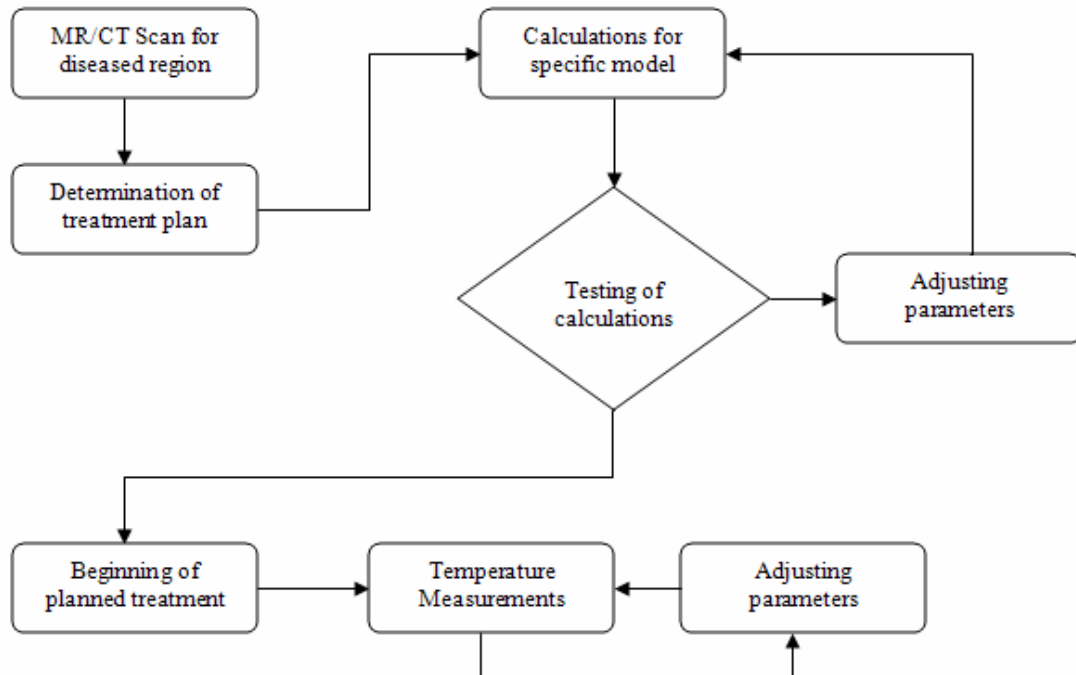 MR/CT Scan for
diseased region
Calculations for
specific model
Determination of
treatment plan
Testing of
calculations
Adjusting
parameters
Beginning of
planned treatment
Temperature
Measurements
Adjusting
parameters